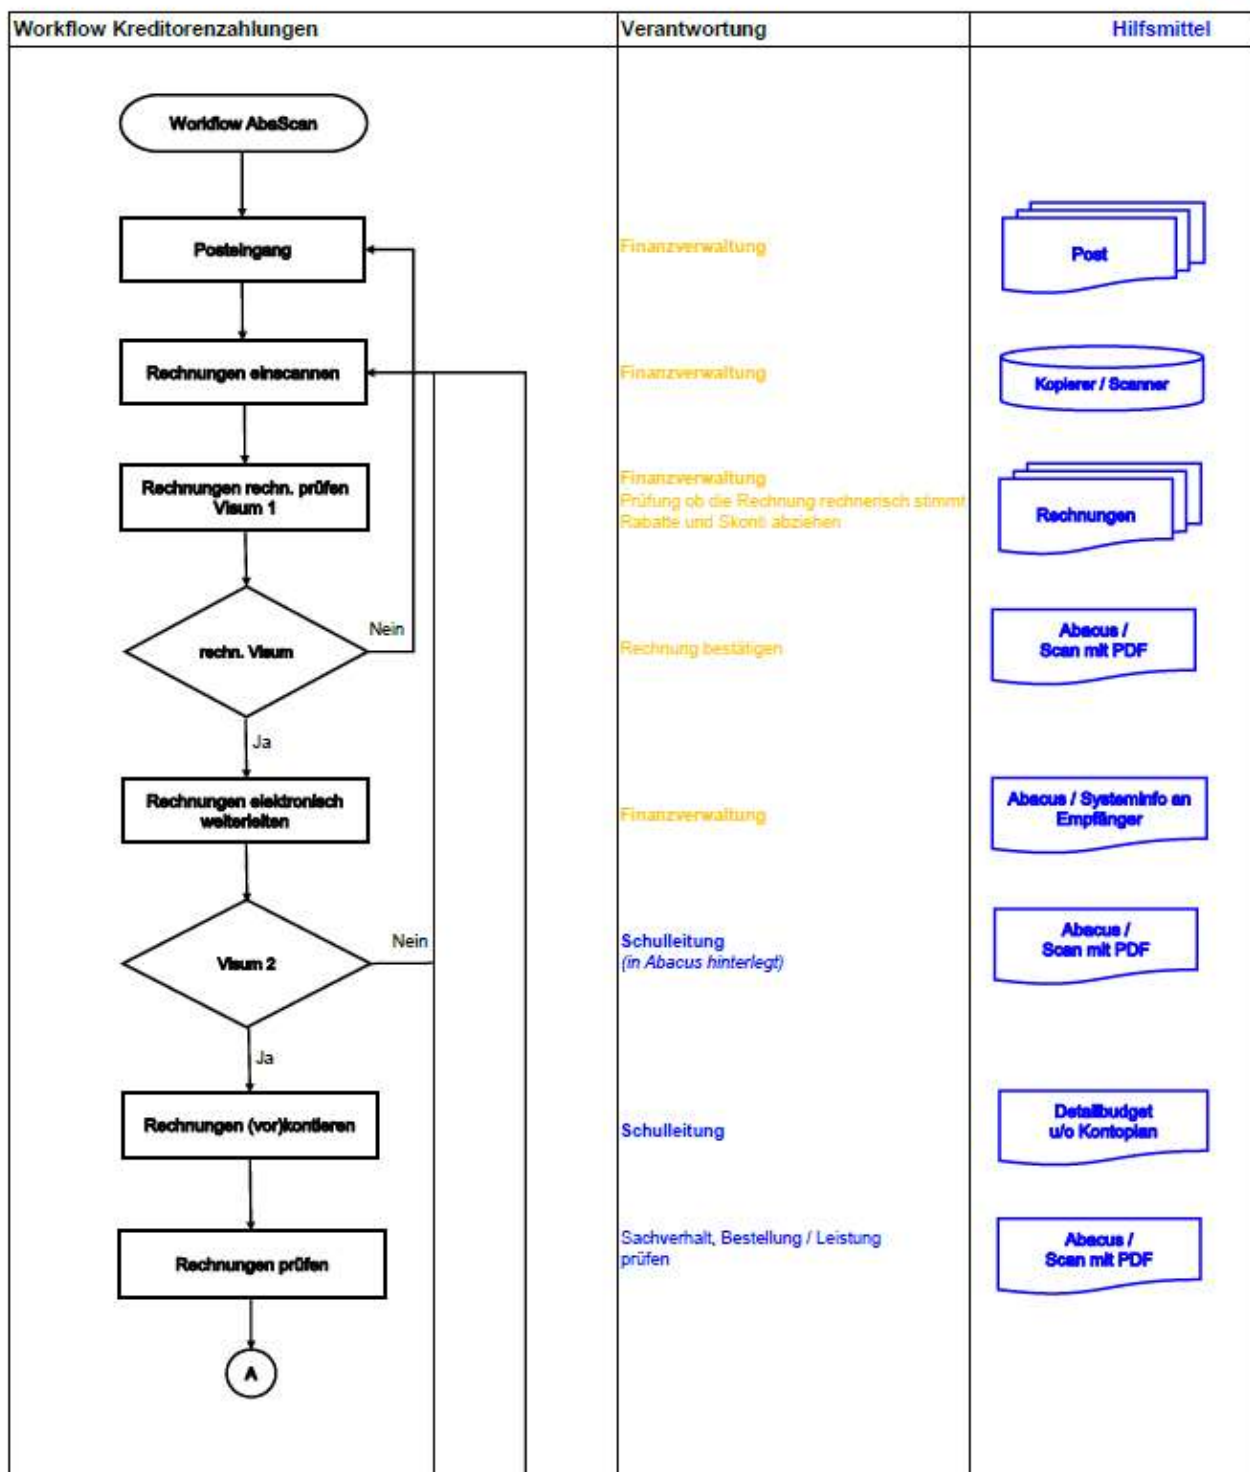 Workflow Kreditorenzahlungen
Verantwortung
Hilfsmittel
Workflow AbaScan
Posteingang
Finanzverwaltung
Post
Rechnungen einscannen
Finanzverwaltung
Kopierer / Scanner
Rechnungen rechn. prüfen
Visum 1
Finanzverwaltung
Prüfung ob die Rechnung rechnerisch stimmt
Rabatte und Skonti abziehen
Rechnungen
rechn. Visum
Nein
Rechnung bestätigen
Abacus /
Scan mit PDF
Ja
Rechnungen elektronisch
weiterleiten
Finanzverwaltung
Abacus / Systeminfo an
Empfänger
Visum 2
Nein
Schulleitung
(in Abacus hinterlegt)
Abacus /
Scan mit PDF
Ja
Rechnungen (vor)kontieren
Schulleitung
Detailbudget
u/o Kontoplan
Rechnungen prüfen
Sachverhalt, Bestellung / Leistung
prüfen
Abacus /
Scan mit PDF
A